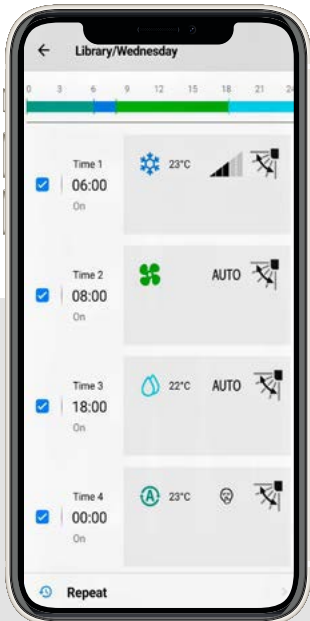 Library/Wednesday
0 3 6 9 12 15 18 21 24
Time 1
06:00
On
23°C
Time 2
08:00
On
AUTO
Time 3
18:00
On
22°C AUTO
Time 4
00:00
On
A 23°C
Repeat